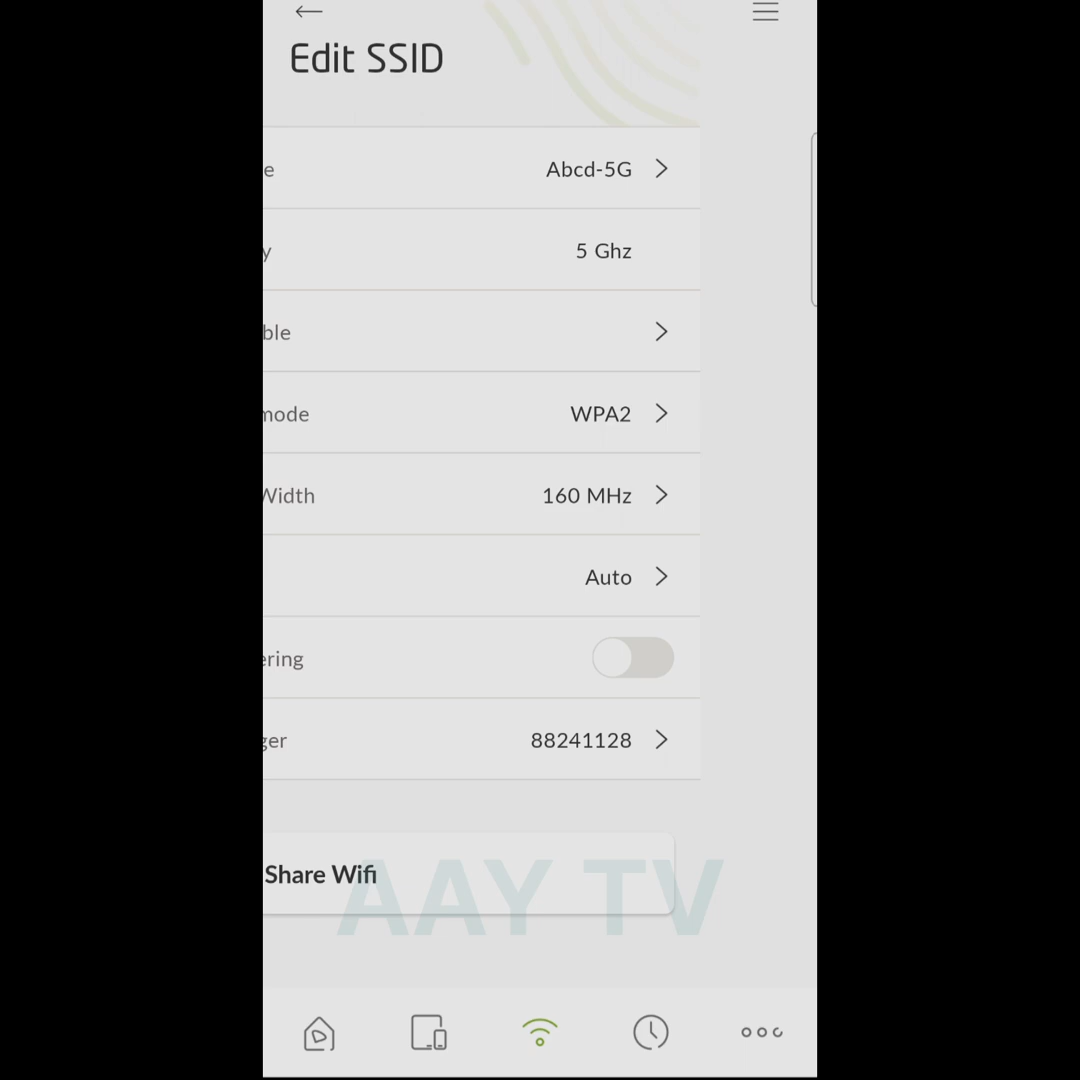 Edit SSID
e Abcd-5G
y 5 Ghz
ble
mode WPA2
Width 160 MHz
Auto
ering
ger 88241128
Share Wifi
AAY TV